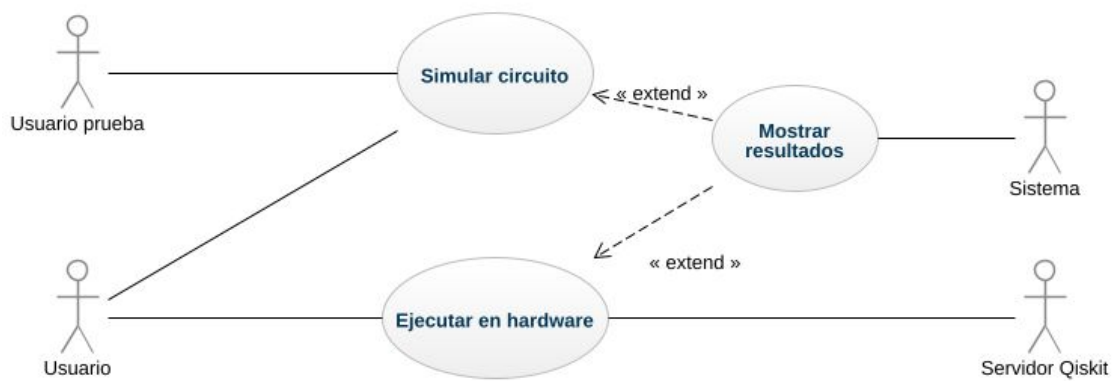 Simular circuito
« extend »
Usuario prueba
Mostrar
resultados
Sistema
« extend »
Ejecutar en hardware
Usuario
Servidor Qiskit